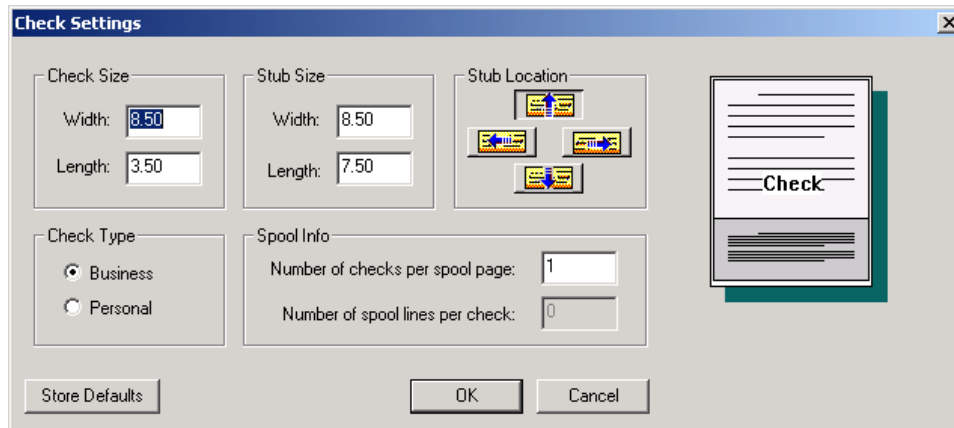 Check Settings
Check Size
Width: 8.50
Length: 3.50
Stub Size
Width: 8.50
Length: 7.50
Stub Location
Check
Check Type
Business
Personal
Spool Info
Number of checks per spool page: 1
Number of spool lines per check: 0
Store Defaults
OK
Cancel